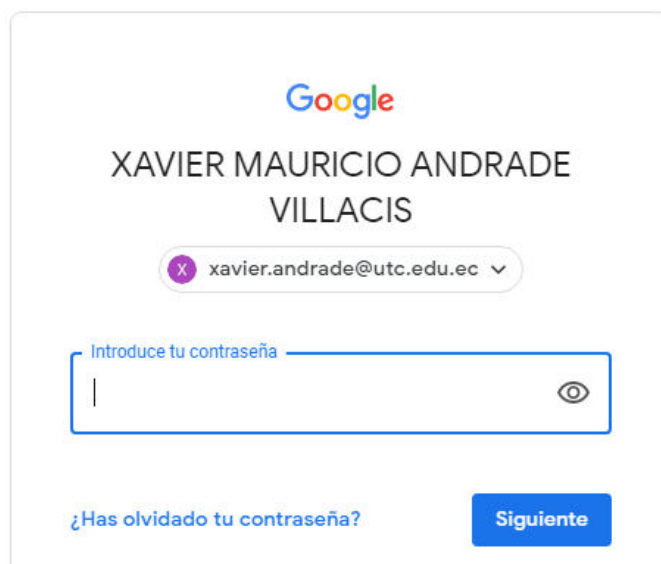 Google
XAVIER MAURICIO ANDRADE
VILLACIS
X xavier.andrade@utc.edu.ec
Introduce tu contraseña
¿Has olvidado tu contraseña?
Siguiente